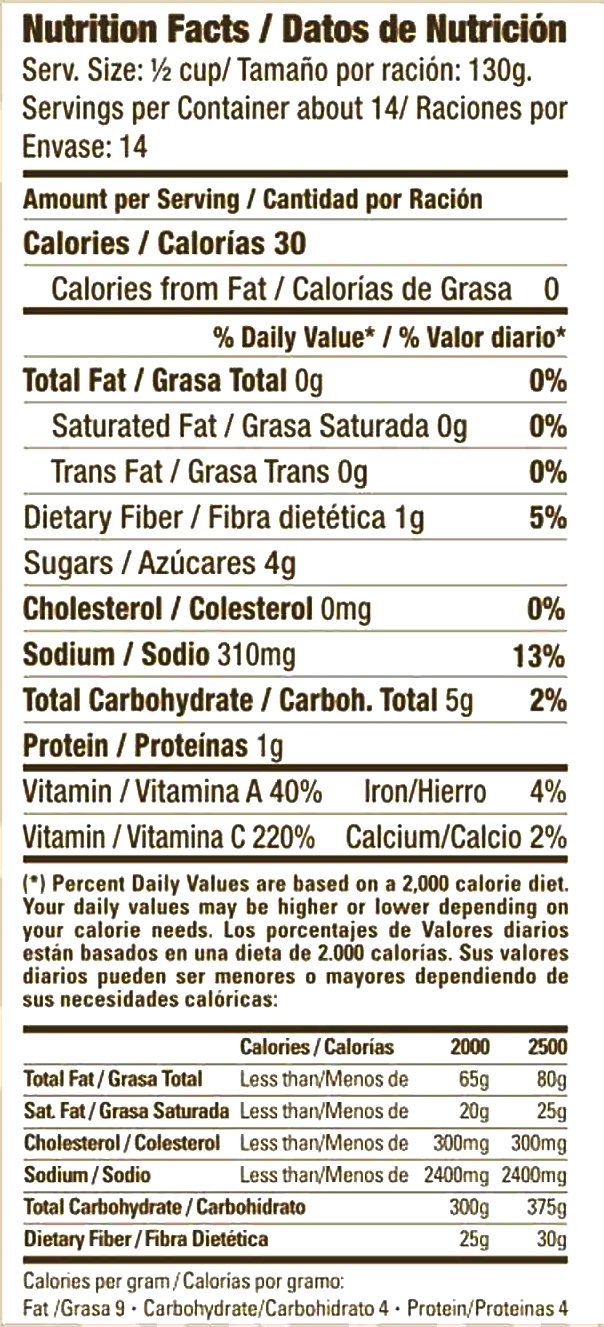 Nutrition Facts / Datos de Nutrición
Serv. Size: ½ cup/ Tamaño por ración: 130g.
Servings per Container about 14/ Raciones por
Envase: 14
Amount per Serving / Cantidad por Ración
Calories / Calorías 30
Calories from Fat / Calorías de Grasa 0
% Daily Value* / % Valor diario*
Total Fat / Grasa Total 0g 0%
Saturated Fat / Grasa Saturada 0g 0%
Trans Fat / Grasa Trans 0g 0%
Dietary Fiber / Fibra dietética 1g 5%
Sugars / Azúcares 4g
Cholesterol / Colesterol 0mg 0%
Sodium / Sodio 310mg 13%
Total Carbohydrate / Carboh. Total 5g 2%
Protein / Proteínas 1g
Vitamin / Vitamina A 40% Iron/Hierro 4%
Vitamin / Vitamina C 220% Calcium/Calcio 2%
(*) Percent Daily Values are based on a 2,000 calorie diet.
Your daily values may be higher or lower depending on
your calorie needs. Los porcentajes de Valores diarios
están basados en una dieta de 2.000 calorías. Sus valores
diarios pueden ser menores o mayores dependiendo de
sus necesidades calóricas:
Calories / Calorías 2000 2500
Total Fat / Grasa Total Less than/Menos de 65g 80g
Sat. Fat / Grasa Saturada Less than/Menos de 20g 25g
Cholesterol / Colesterol Less than/Menos de 300mg 300mg
Sodium / Sodio Less than/Menos de 2400mg 2400mg
Total Carbohydrate / Carbohidrato 300g 375g
Dietary Fiber / Fibra Dietética 25g 30g
Calories per gram / Calorías por gramo:
Fat /Grasa 9 · Carbohydrate/Carbohidrato 4 · Protein/Proteinas 4